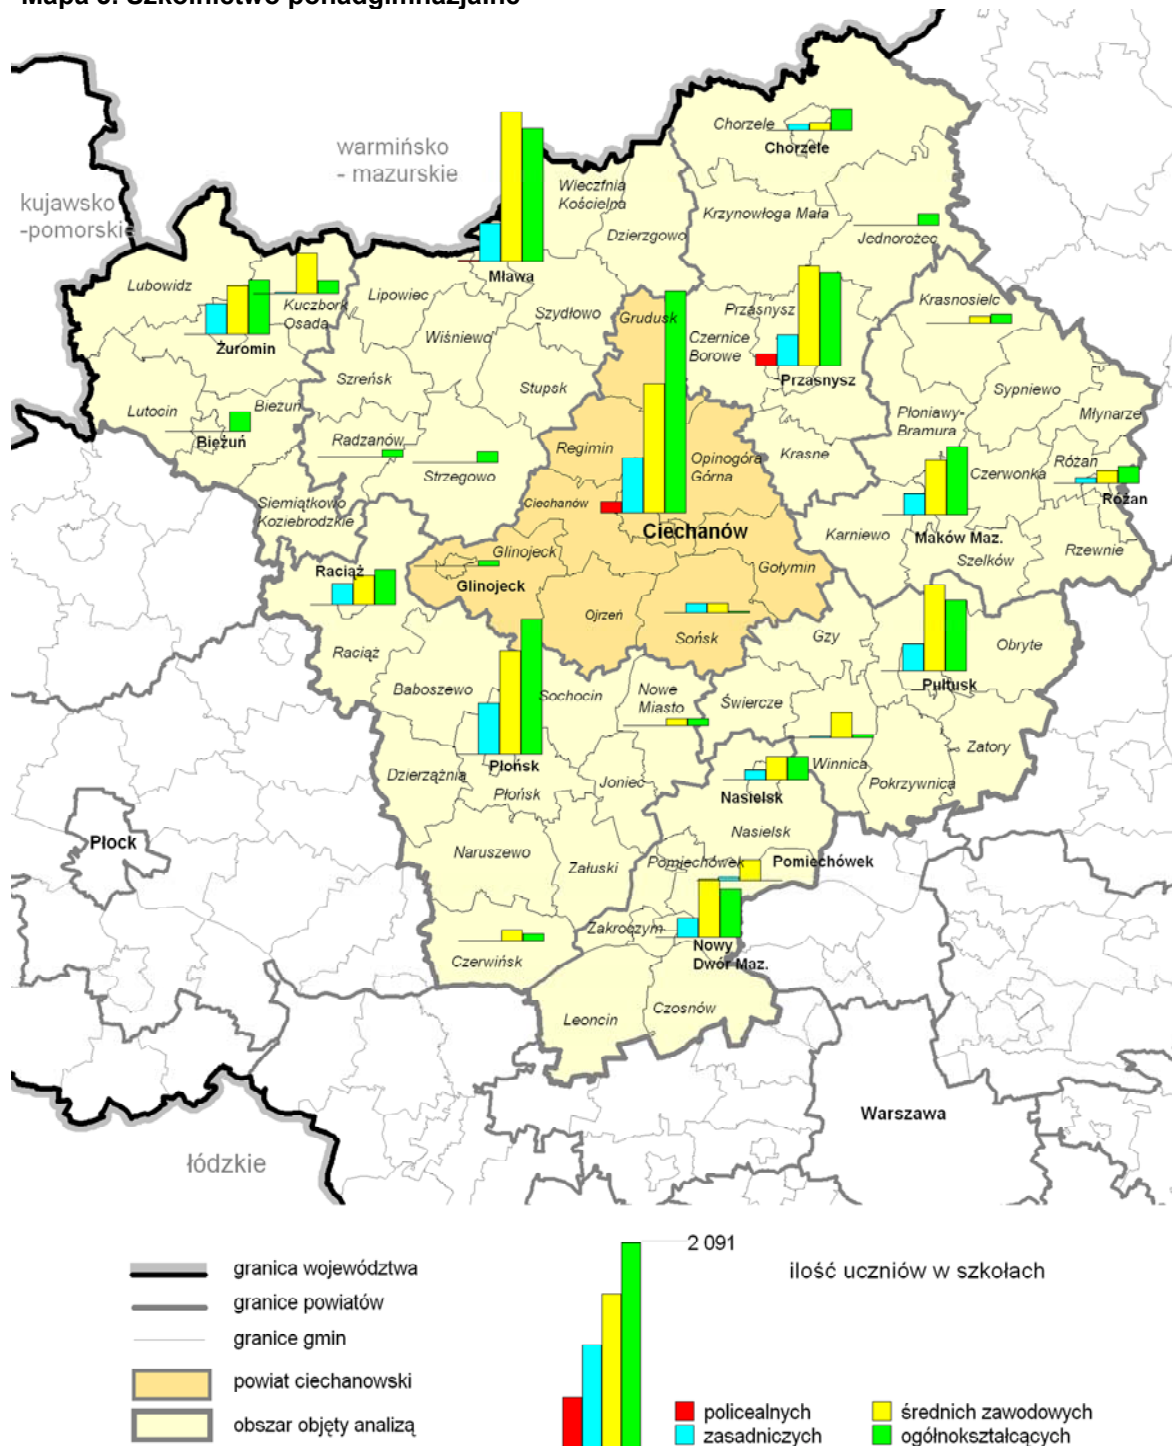 Mapa 3. Szkolnictwo ponadgimnazjalne
warmińsko
- mazurskie
kujawsko
-pomorskie
łódzkie
Chorzele
Chorzele
Wieczfnia
Kościelna
Dzierzgowo
Krzynowłoga Mała
Jednorożec
Mława
Lubowidz
Kuczbork
Osada
Żuromin
Lipowiec
Wiśniewo
Szydłowo
Grudusk
Czernice
Borowe
Przasnysz
Przasnysz
Krasnosielc
Szreńsk
Stupsk
Sypniewo
Młynarze
Lutocin
Bieżuń
Bieżuń
Radzanów
Strzegowo
Regimin
Opinogóra
Górna
Krasne
Płoniawy-
Bramura
Czerwonka
Różan
Różan
Siemiątkowo
Koziebrodzkie
Ciechanów
Ciechanów
Karniewo
Maków Maz.
Szelków
Rzewnie
Raciąż
Glinojeck
Glinojeck
Gołymin
Ojrzeń
Sońsk
Gzy
Obryte
Raciąż
Baboszewo
Sochocin
Nowe
Miasto
Świercze
Pułtusk
Zatory
Płońsk
Dzierzążnia
Płońsk
Joniec
Winnica
Pokrzywnica
Nasielsk
Nasielsk
Płock
Naruszewo
Załuski
Pomiechówek
Pomiechówek
Zakroczym
Nowy
Dwór Maz.
Czerwińsk
Leoncin
Czosnów
Warszawa
2 091
ilość uczniów w szkołach
granica województwa
granice powiatów
granice gmin
powiat ciechanowski
obszar objęty analizą
policealnych
zasadniczych
średnich zawodowych
ogólnokształcących